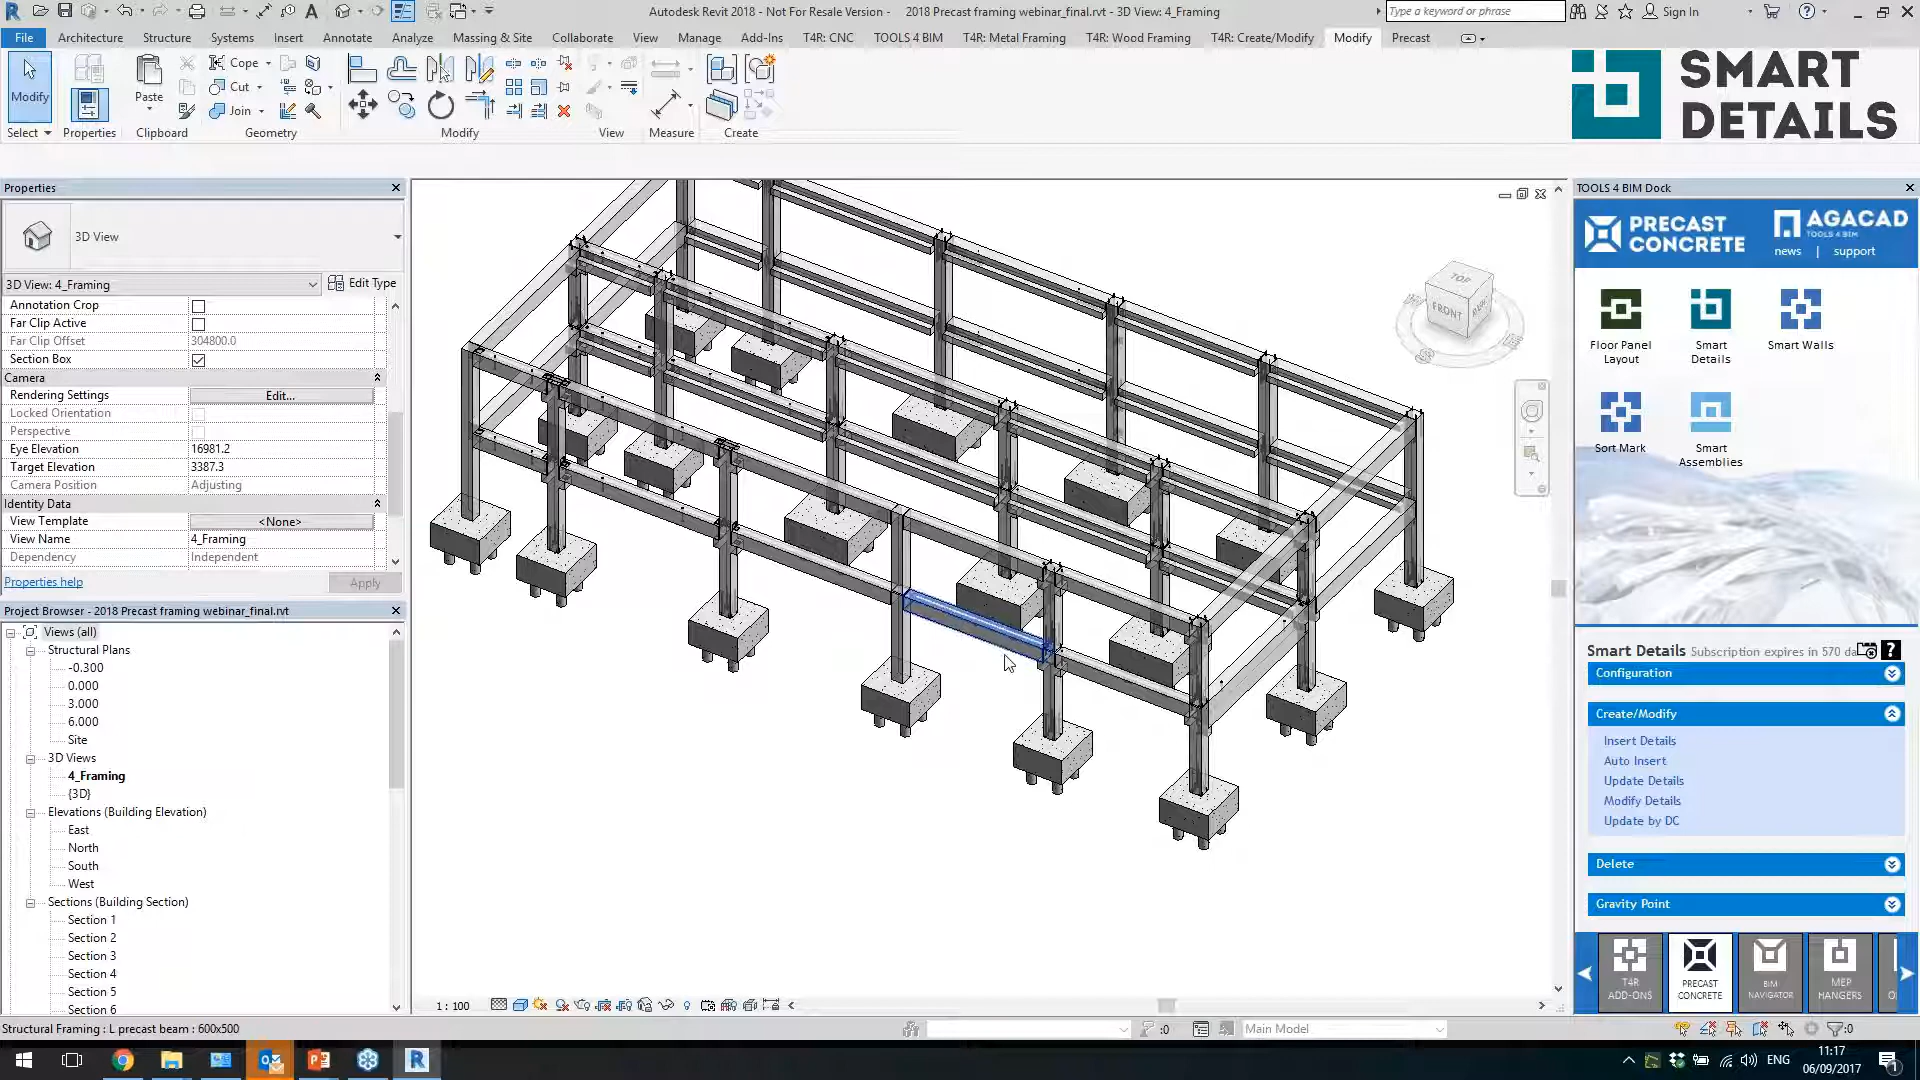 Autodesk Revit 2018 - Not For Resale Version - 2018 Precast framing webinar_final.rvt - 3D View: 4_Framing
Type a keyword or phrase
Sign In
File Architecture Structure Systems Insert Annotate Analyze Massing & Site Collaborate View Manage Add-Ins T4R: CNC TOOLS 4 BIM T4R: Metal Framing T4R: Wood Framing T4R: Create/Modify Modify Precast
Modify
Paste
Cope
Cut
Join
Select Properties Clipboard Geometry Modify View Measure Create
SMART
DETAILS
Properties
3D View
3D View: 4_Framing
Edit Type
Annotation Crop
Far Clip Active
Far Clip Offset 304800.0
Section Box
Camera
Rendering Settings Edit...
Locked Orientation
Perspective
Eye Elevation 16981.2
Target Elevation 3387.3
Camera Position Adjusting
Identity Data
View Template <None>
View Name 4_Framing
Dependency Independent
Properties help
Apply
Project Browser - 2018 Precast framing webinar_final.rvt
Views (all)
Structural Plans
-0.300
0.000
3.000
6.000
Site
3D Views
4_Framing
{3D}
Elevations (Building Elevation)
East
North
South
West
Sections (Building Section)
Section 1
Section 2
Section 3
Section 4
Section 5
Section 6
TOP
FRONT
S
1 : 100
TOOLS 4 BIM Dock
PRECAST
CONCRETE
AGACAD
TOOLS 4 BIM
news | support
Floor Panel
Layout
Smart
Details
Smart Walls
Sort Mark
Smart
Assemblies
Smart Details Subscription expires in 570 da
Configuration
Create/Modify
Insert Details
Auto Insert
Update Details
Modify Details
Update by DC
Delete
Gravity Point
T4R
ADD-ONS
PRECAST
CONCRETE
BIM
NAVIGATOR
MEP
HANGERS
Structural Framing : L precast beam : 600x500
:0
Main Model
:0
ENG
11:17
06/09/2017